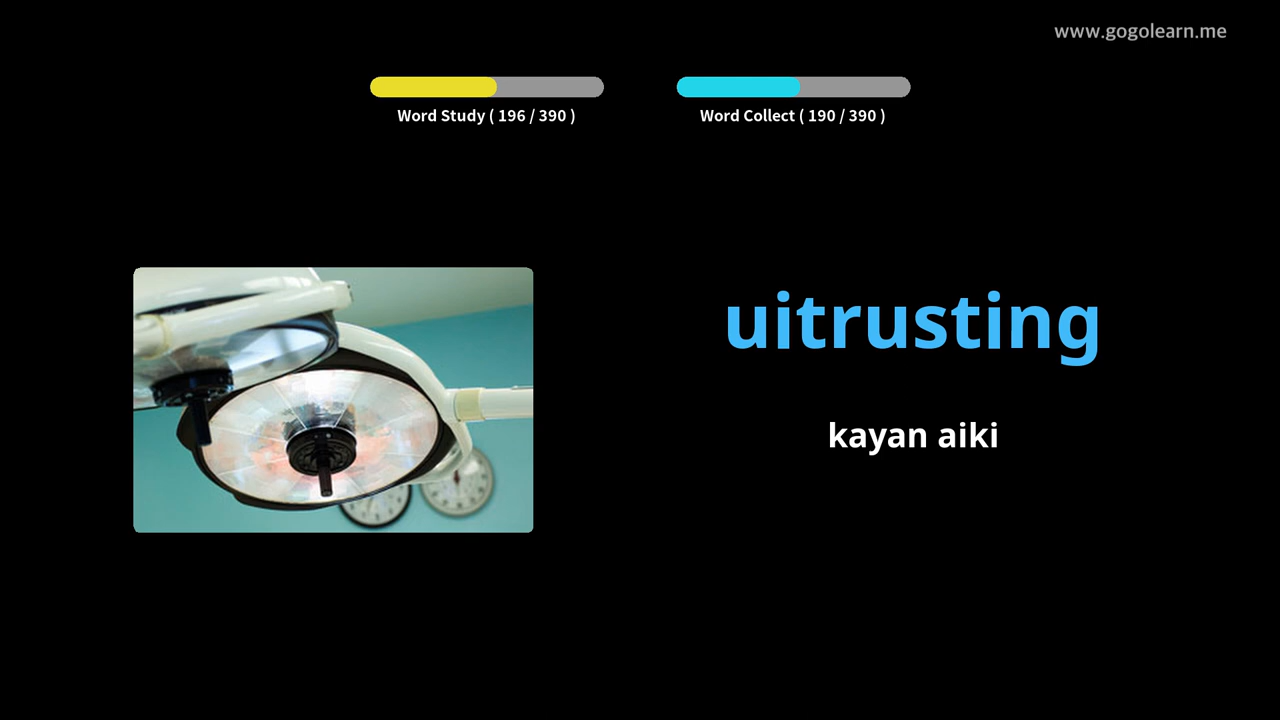 www.gogolearn.me
Word Study ( 196 / 390 )
Word Collect ( 190 / 390 )
uitrusting
kayan aiki